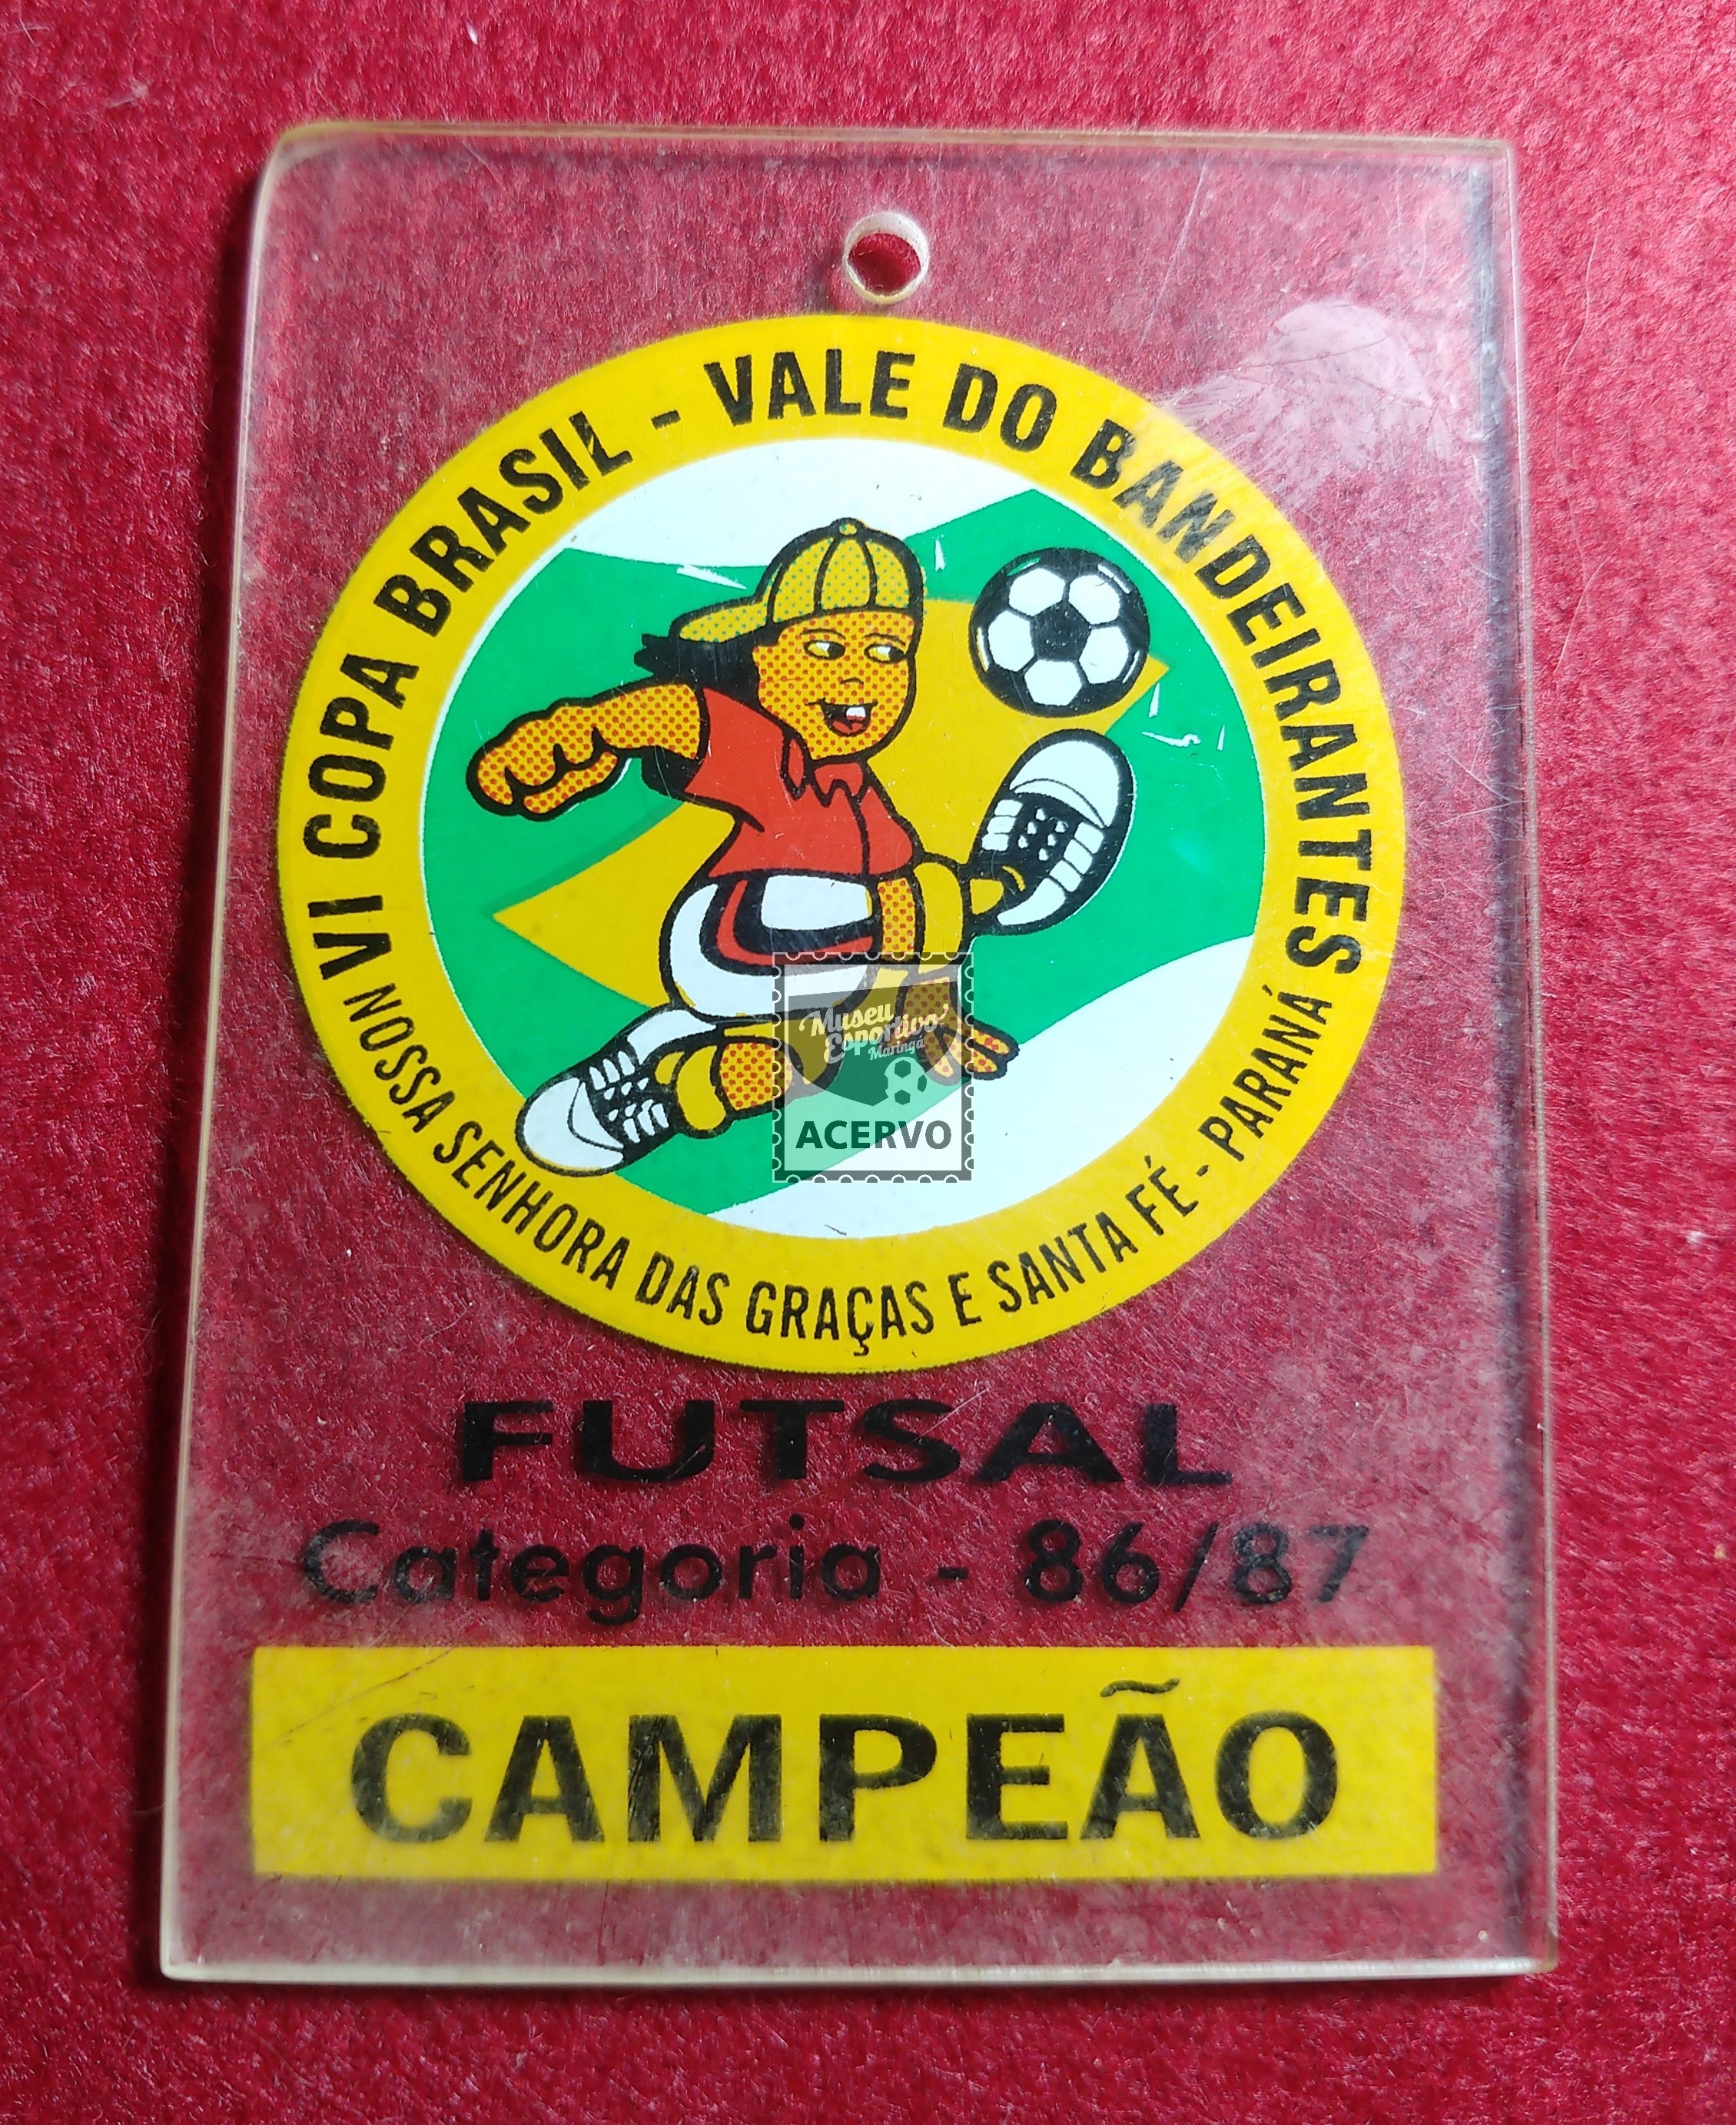 VI COPA BRASIL - VALE DO BANDEIRANTES
NOSSA SENHORA DAS GRAÇAS E SANTA FÉ - PARANÁ
Museu
Esportivo
Maringá
ACERVO
FUTSAL
Categoria - 86/87
CAMPEÃO